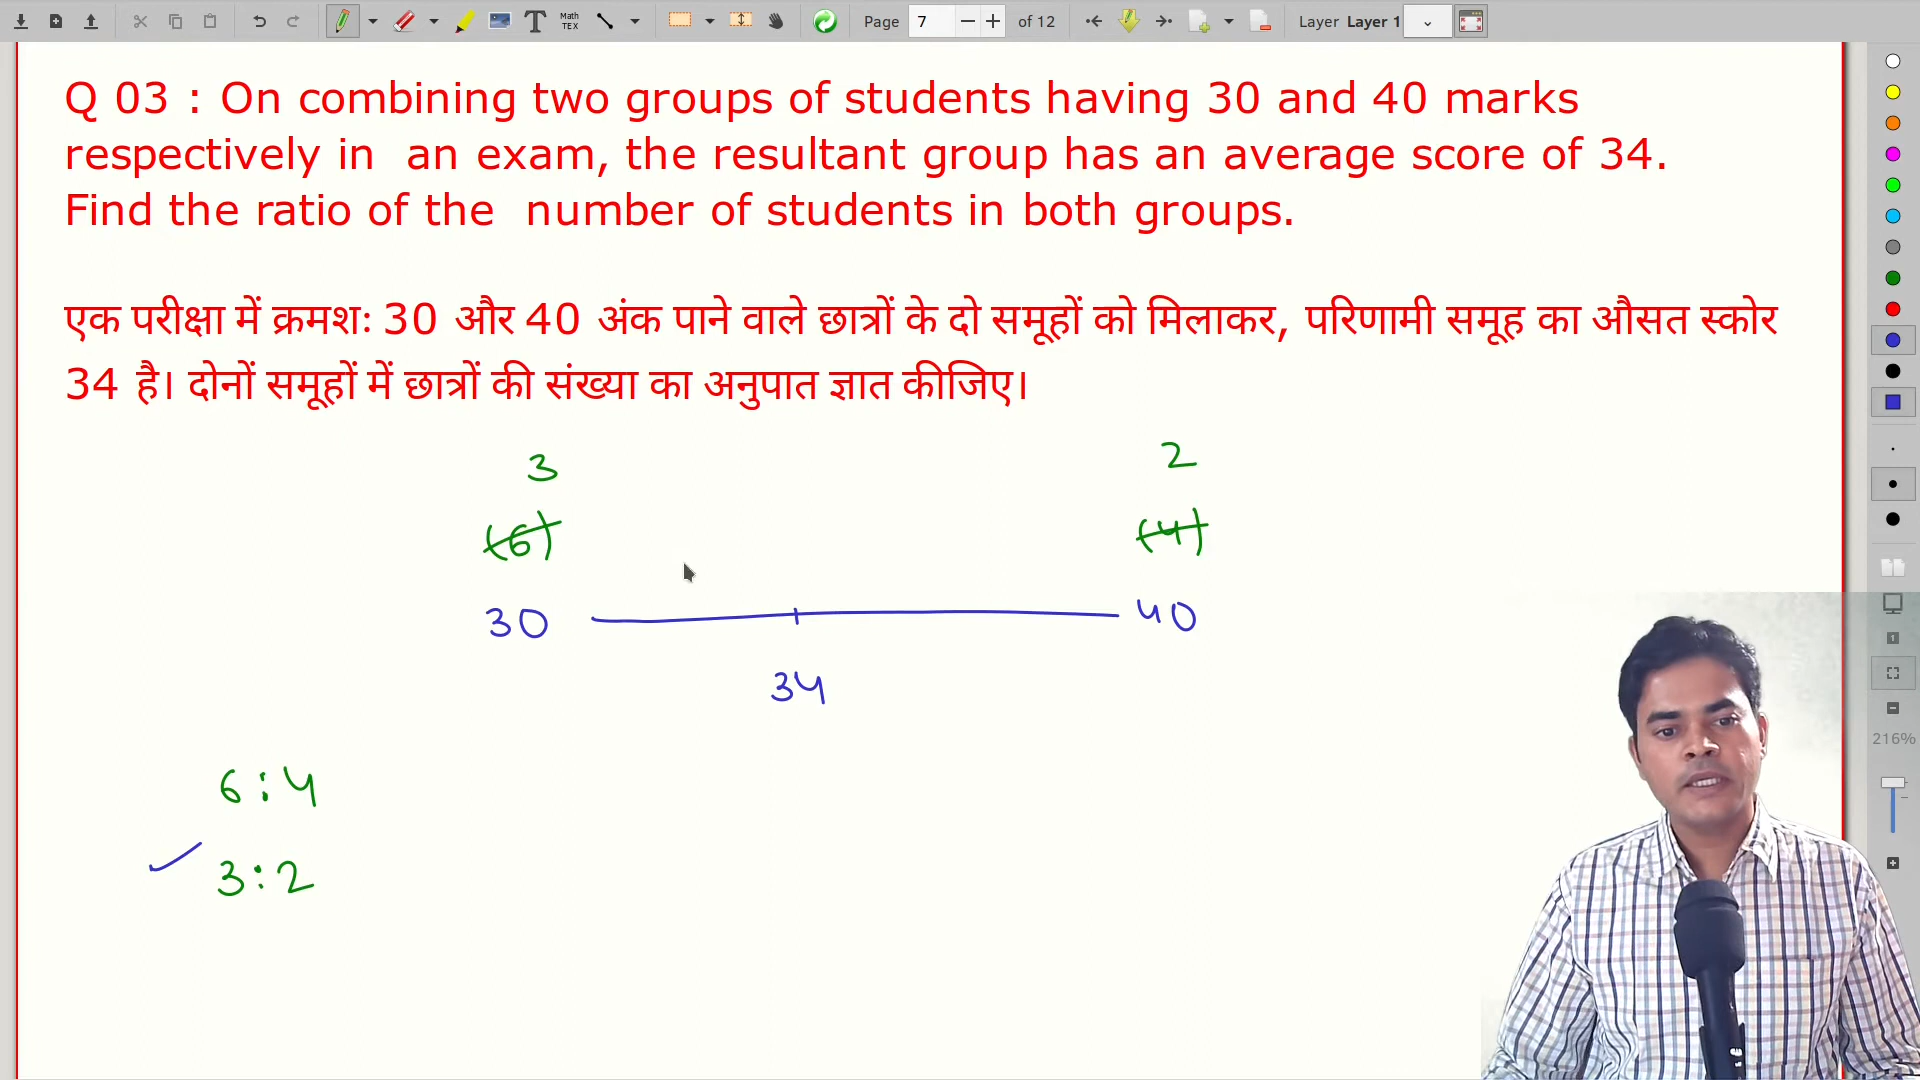 Page 7 of 12 Layer Layer 1
Math
TEX
Q 03 : On combining two groups of students having 30 and 40 marks
respectively in an exam, the resultant group has an average score of 34.
Find the ratio of the number of students in both groups.
एक परीक्षा में क्रमशः 30 और 40 अंक पाने वाले छात्रों के दो समूहों को मिलाकर, परिणामी समूह का औसत स्कोर
34 है। दोनों समूहों में छात्रों की संख्या का अनुपात ज्ञात कीजिए।
3 2
(6) (4)
30 40
34
6:4
3:2
216%